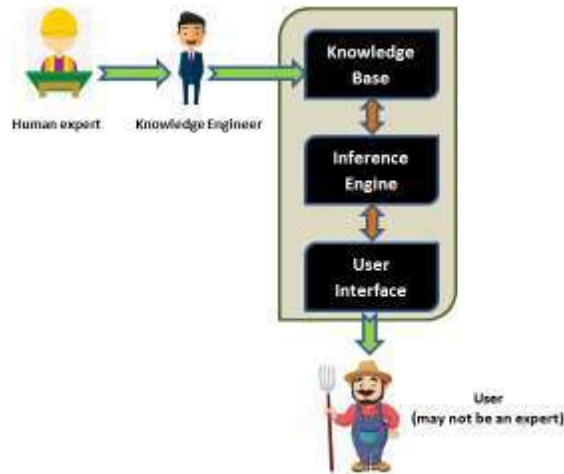 Human expert
Knowledge Engineer
Knowledge
Base
Inference
Engine
User
Interface
User
(may not be an expert)